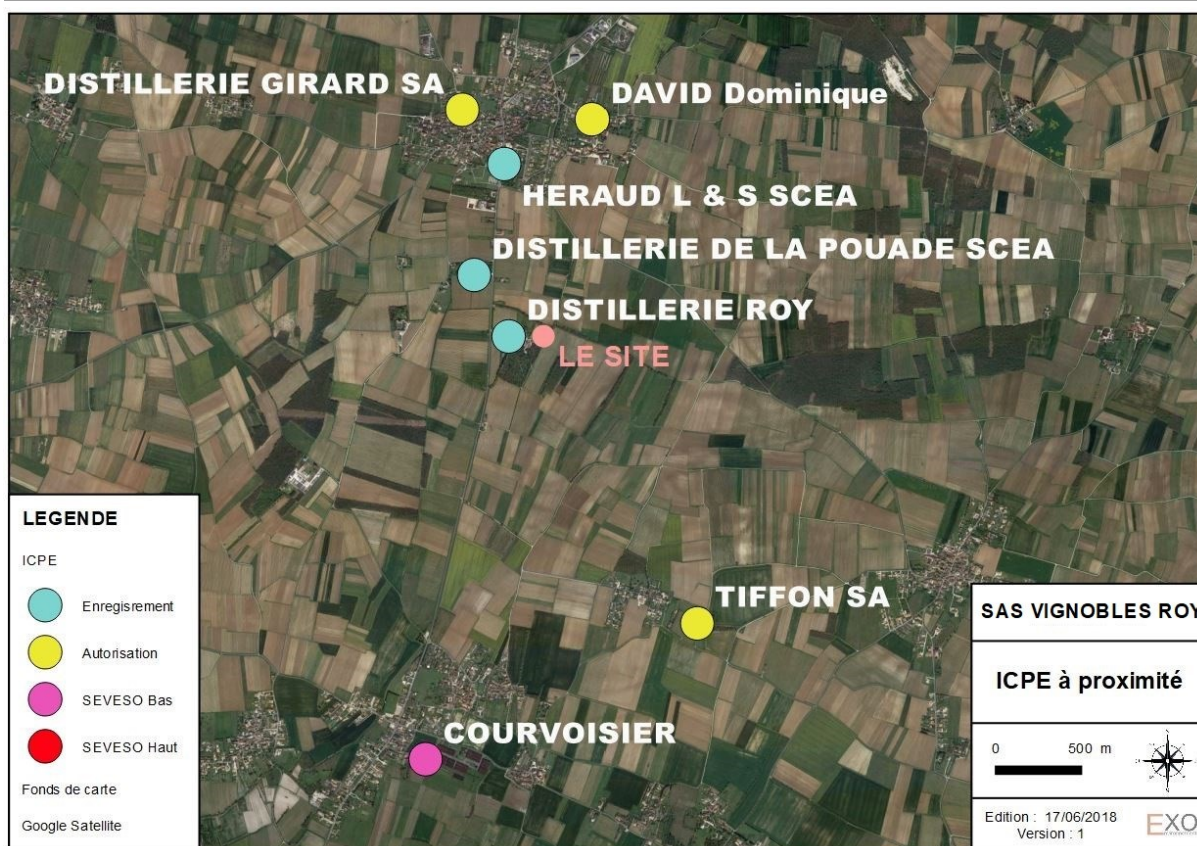 DISTILLERIE GIRARD SA
DAVID Dominique
HERAUD L & S SCEA
DISTILLERIE DE LA POUADE SCEA
DISTILLERIE ROY
LE SITE
TIFFON SA
COURVOISIER
LEGENDE
ICPE
Enregisrement
Autorisation
SEVESO Bas
SEVESO Haut
Fonds de carte
Google Satellite
SAS VIGNOBLES ROY
ICPE à proximité
0 500 m
Edition : 17/06/2018
Version : 1
EXO